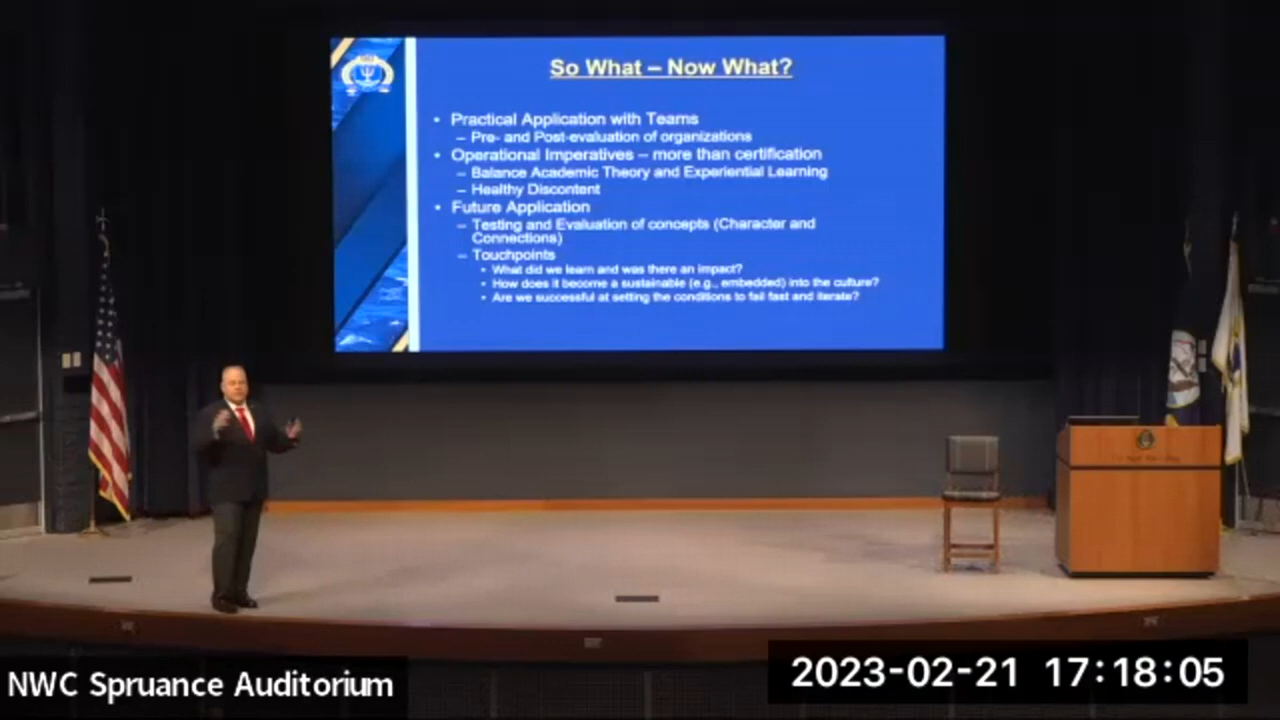 So What – Now What?
• Practical Application with Teams
– Pre- and Post-evaluation of organizations
• Operational Imperatives – more than certification
– Balance Academic Theory and Experiential Learning
– Healthy Discontent
• Future Application
– Testing and Evaluation of concepts (Character and
Connections)
– Touchpoints
• What did we learn and was there an impact?
• How does it become a sustainable (e.g., embedded) into the culture?
• Are we successful at setting the conditions to fail fast and iterate?
NWC Spruance Auditorium
2023-02-21 17:18:05